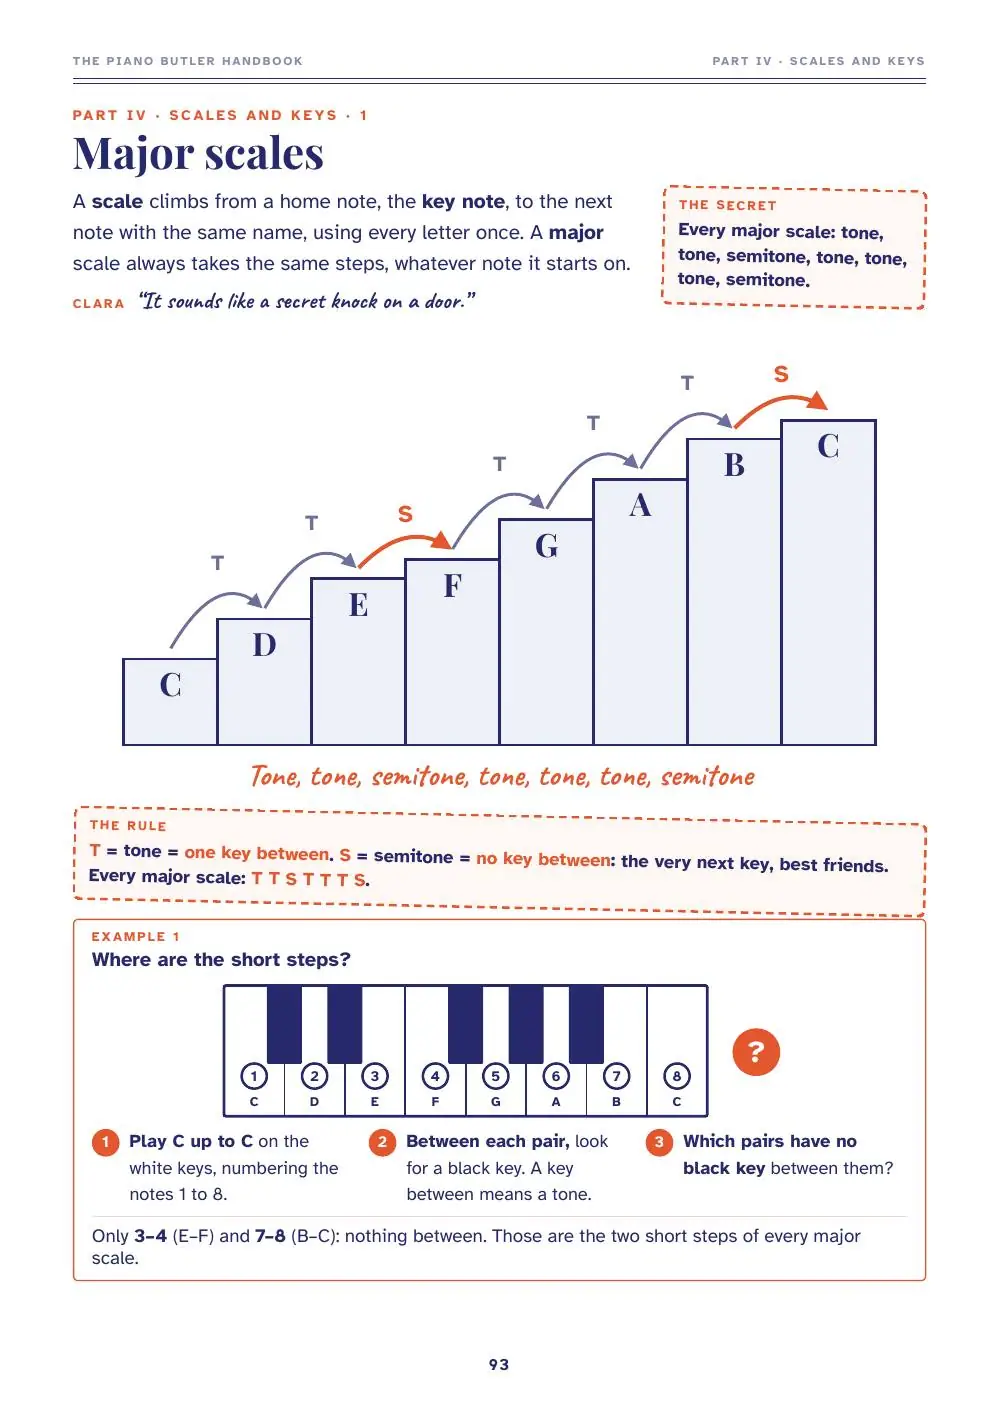 THE PIANO BUTLER HANDBOOK
PART IV · SCALES AND KEYS
PART IV · SCALES AND KEYS · 1
Major scales
A scale climbs from a home note, the key note, to the next
note with the same name, using every letter once. A major
scale always takes the same steps, whatever note it starts on.
CLARA “It sounds like a secret knock on a door.”
THE SECRET
Every major scale: tone,
tone, semitone, tone, tone,
tone, semitone.
T T S T T T S
C D E F G A B C
Tone, tone, semitone, tone, tone, tone, semitone
THE RULE
T = tone = one key between. S = semitone = no key between: the very next key, best friends.
Every major scale: T T S T T T S.
EXAMPLE 1
Where are the short steps?
1 2 3 4 5 6 7 8
C D E F G A B C
?
1 Play C up to C on the
white keys, numbering the
notes 1 to 8.
2 Between each pair, look
for a black key. A key
between means a tone.
3 Which pairs have no
black key between them?
Only 3–4 (E–F) and 7–8 (B–C): nothing between. Those are the two short steps of every major
scale.
93